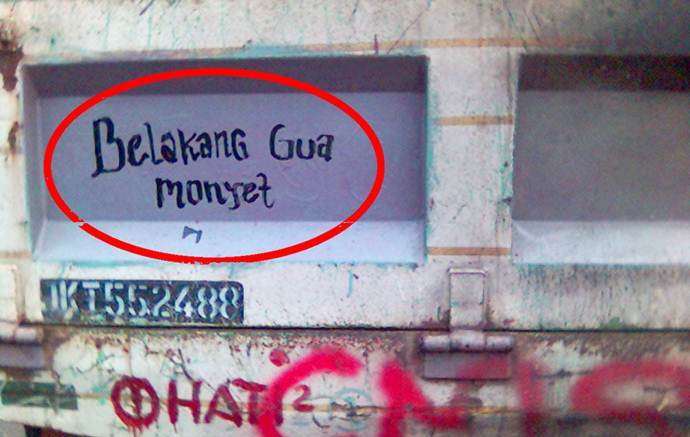 Belakang Gua
monyet
JKT552488
HATI²